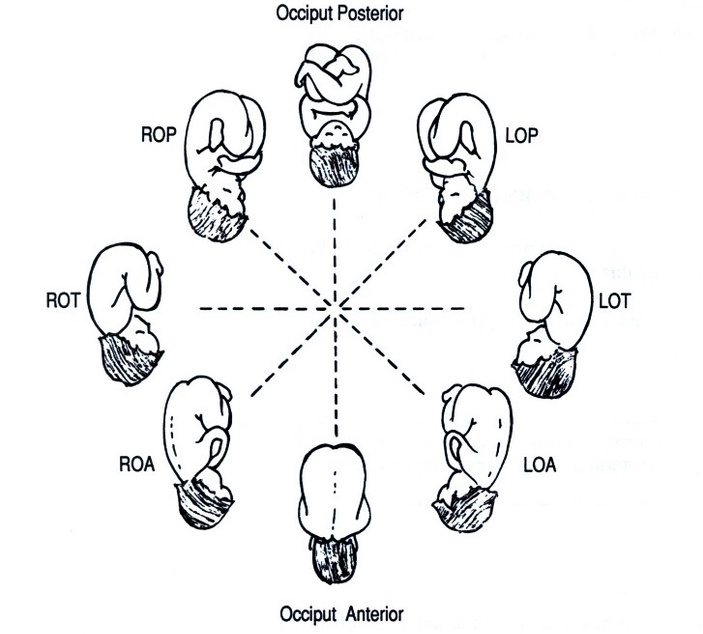 Occiput Posterior
ROP
LOP
ROT
LOT
ROA
LOA
Occiput Anterior